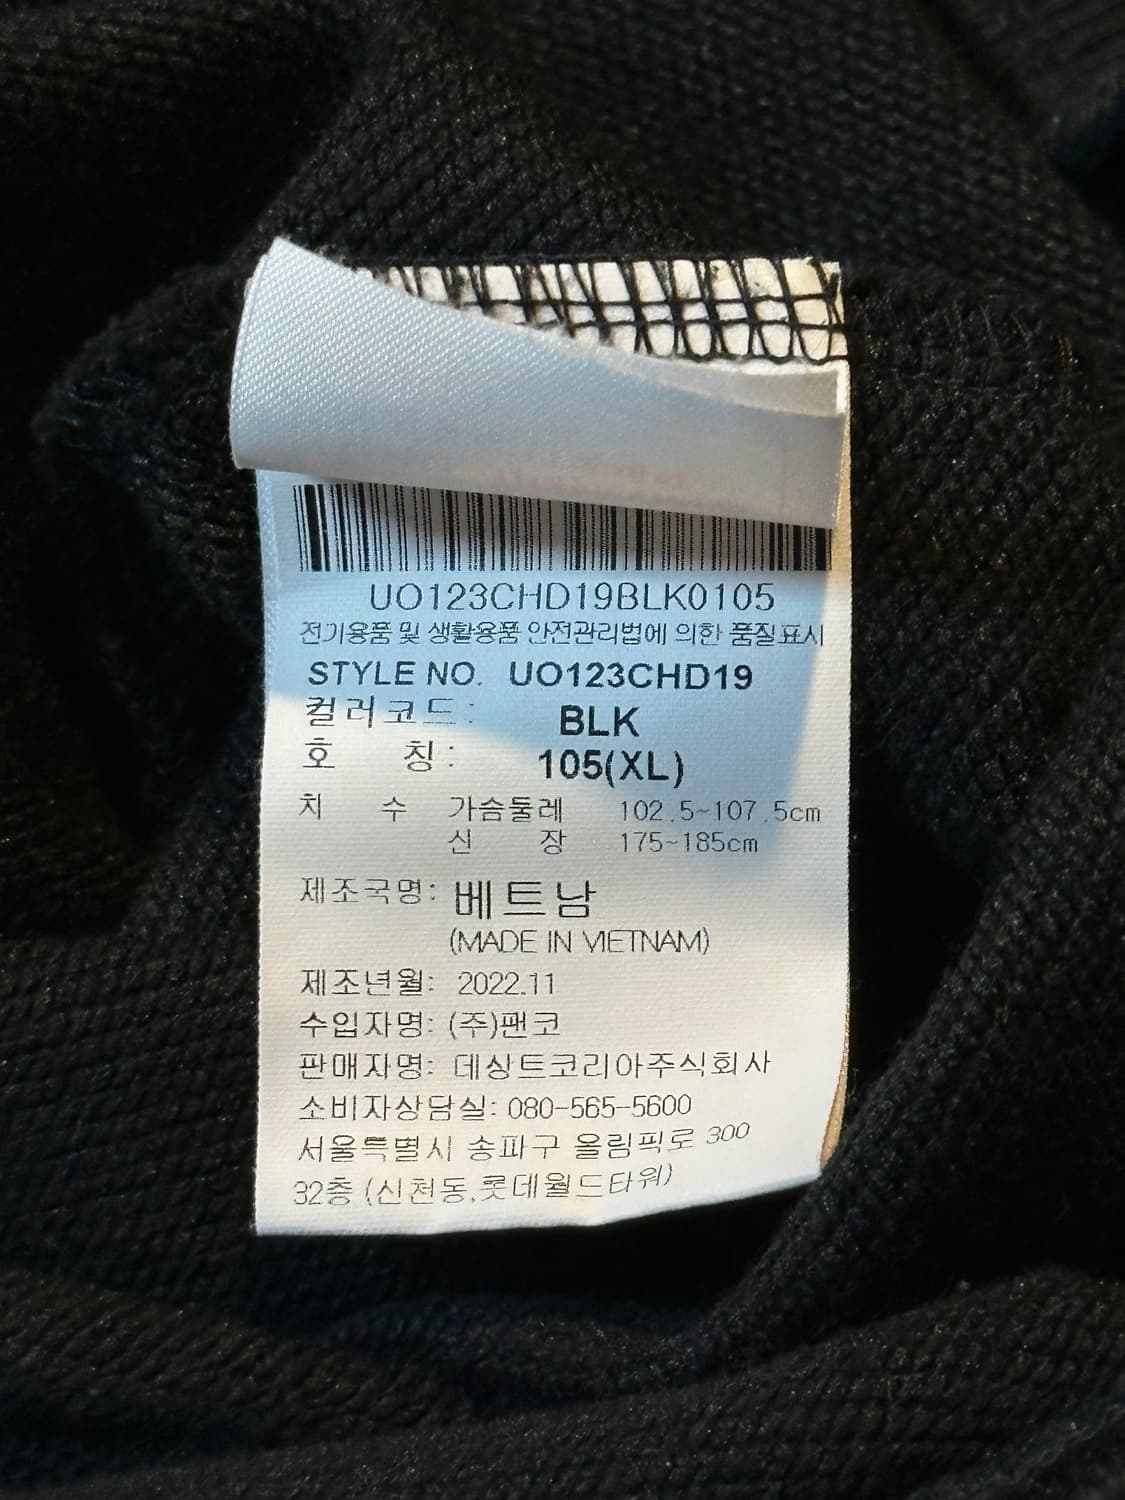 UO123CHD19BLK0105
전기용품 및 생활용품 안전관리법에 의한 품질표시
STYLE NO. UO123CHD19
컬러코드: BLK
호 칭: 105(XL)
치 수 가슴둘레 102.5~107.5cm
신 장 175~185cm
제조국명: 베트남
(MADE IN VIETNAM)
제조년월: 2022.11
수입자명: (주)팬코
판매자명: 데상트코리아주식회사
소비자상담실: 080-565-5600
서울특별시 송파구 올림픽로 300
32층 (신천동,롯데월드타워)